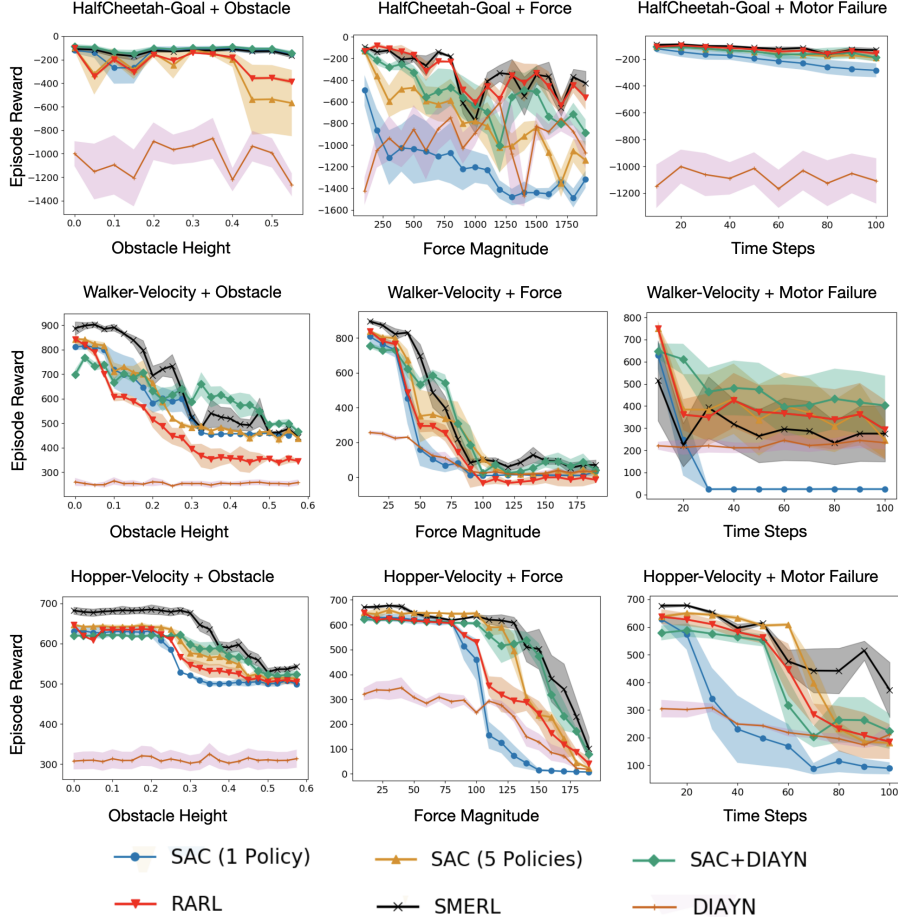 HalfCheetah-Goal + Obstacle
HalfCheetah-Goal + Force
HalfCheetah-Goal + Motor Failure
Episode Reward
0
−200
−400
−600
−800
−1000
−1200
−1400
0.0 0.1 0.2 0.3 0.4 0.5
Obstacle Height
0
−200
−400
−600
−800
−1000
−1200
−1400
−1600
250 500 750 1000 1250 1500 1750
Force Magnitude
−200
−400
−600
−800
−1000
−1200
20 40 60 80 100
Time Steps
Walker-Velocity + Obstacle
Walker-Velocity + Force
Walker-Velocity + Motor Failure
Episode Reward
900
800
700
600
500
400
300
0.0 0.1 0.2 0.3 0.4 0.5 0.6
Obstacle Height
800
600
400
200
0
25 50 75 100 125 150 175
Force Magnitude
800
700
600
500
400
300
200
100
0
20 40 60 80 100
Time Steps
Hopper-Velocity + Obstacle
Hopper-Velocity + Force
Hopper-Velocity + Motor Failure
Episode Reward
700
600
500
400
300
0.0 0.1 0.2 0.3 0.4 0.5 0.6
Obstacle Height
700
600
500
400
300
200
100
0
25 50 75 100 125 150 175
Force Magnitude
700
600
500
400
300
200
100
20 40 60 80 100
Time Steps
SAC (1 Policy)
SAC (5 Policies)
SAC+DIAYN
RARL
SMERL
DIAYN